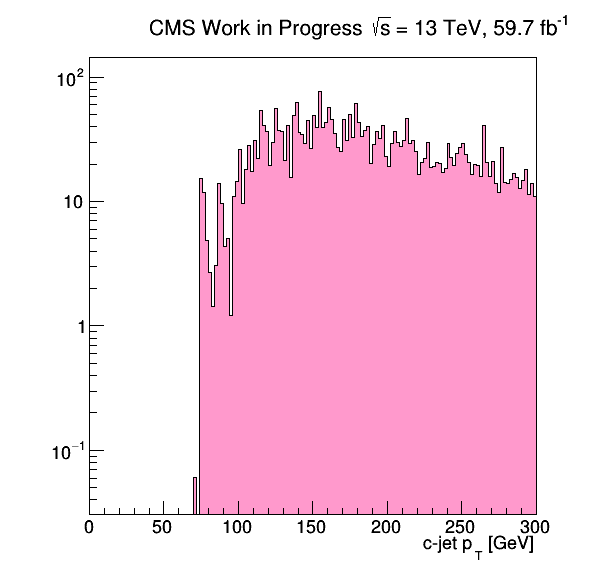 CMS Work in Progress √s = 13 TeV, 59.7 fb⁻¹
10²
10
1
10⁻¹
0 50 100 150 200 250 300
c-jet p_T [GeV]